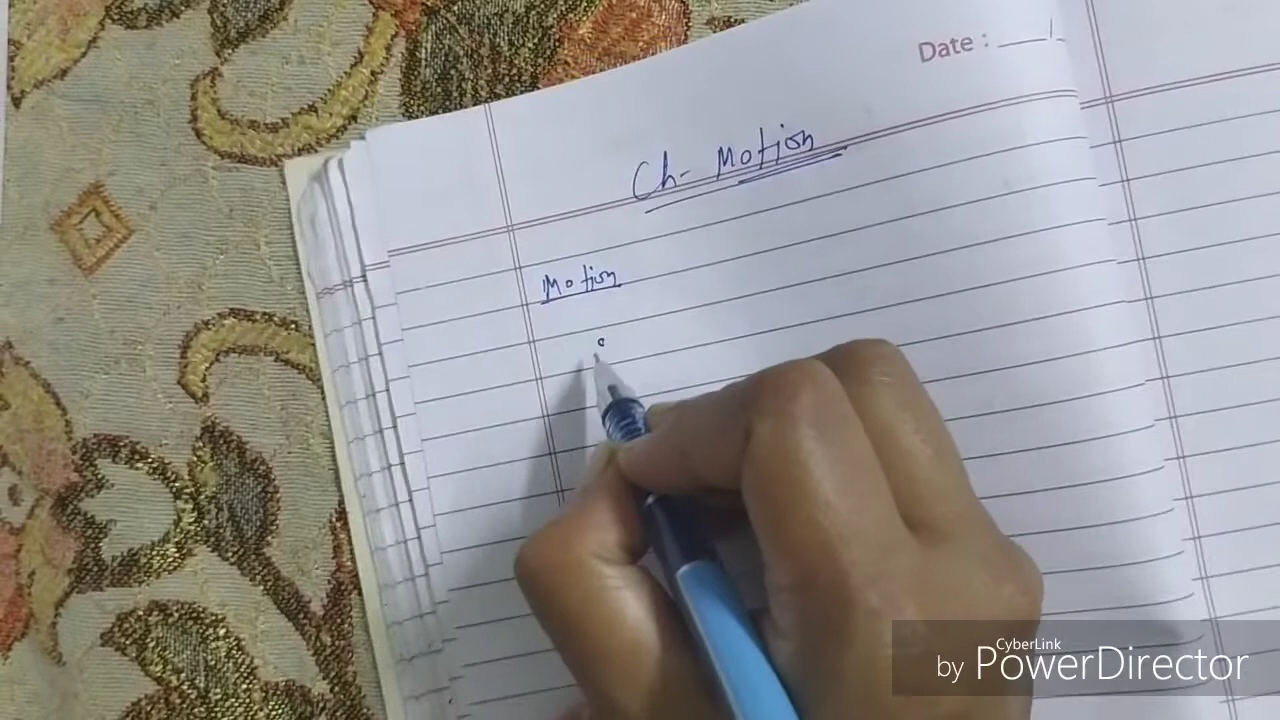 Date :
Ch- Motion
Motion
CyberLink
by PowerDirector